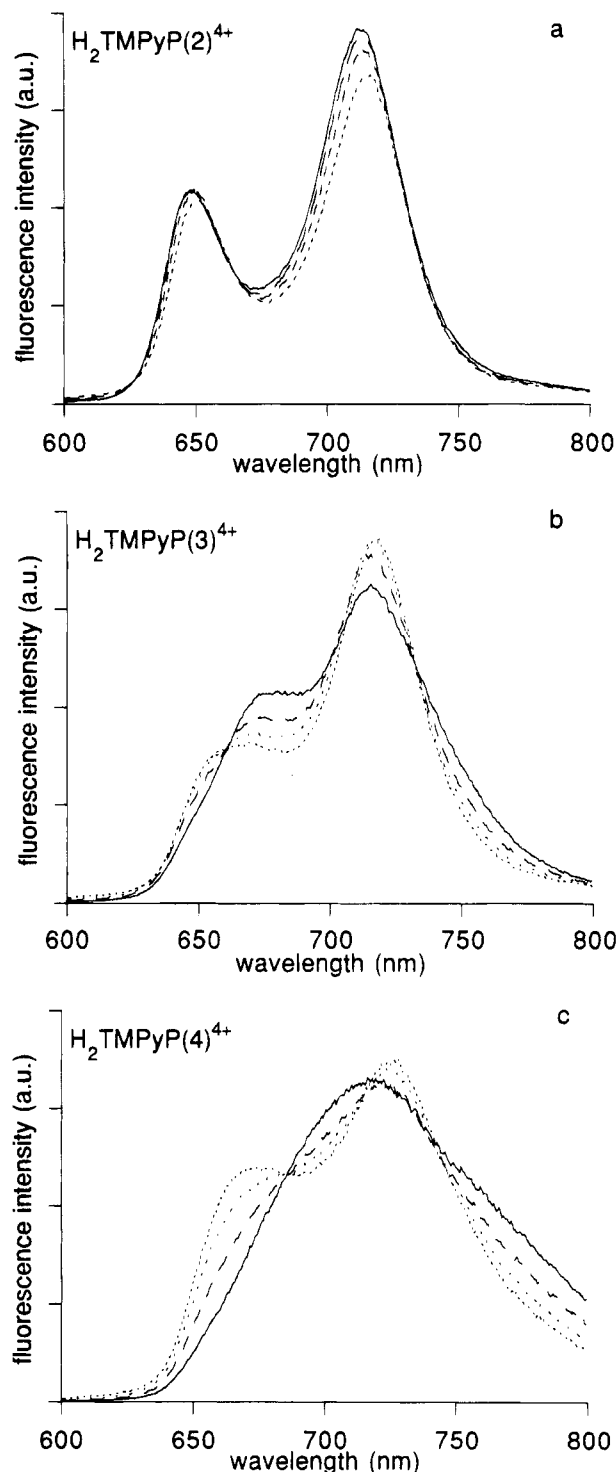 a
H₂TMPyP(2)⁴⁺
fluorescence intensity (a.u.)
600 650 700 750 800
wavelength (nm)
b
H₂TMPyP(3)⁴⁺
fluorescence intensity (a.u.)
600 650 700 750 800
wavelength (nm)
c
H₂TMPyP(4)⁴⁺
fluorescence intensity (a.u.)
600 650 700 750 800
wavelength (nm)